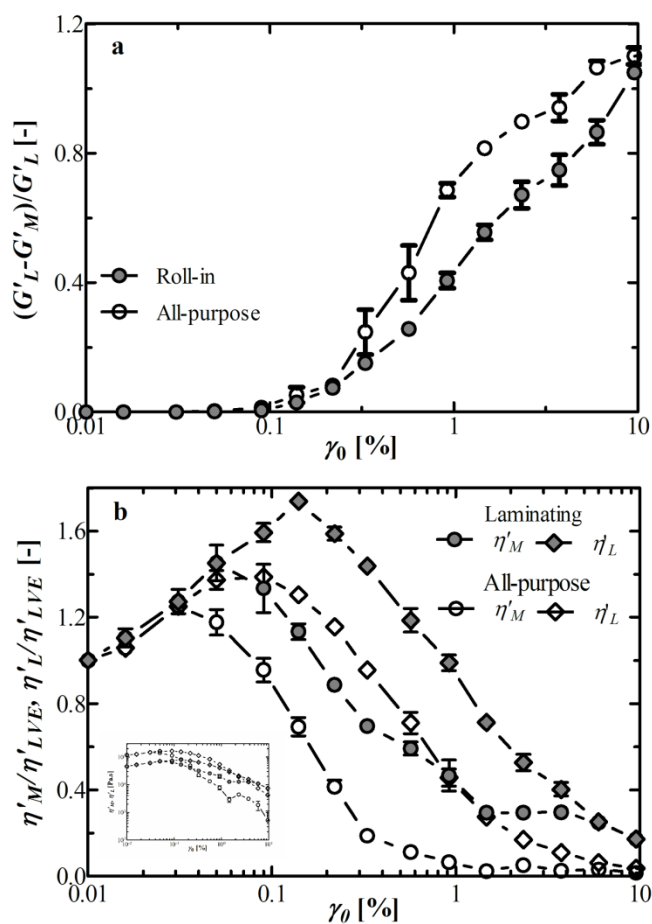 1.2
a
0.8
(G'L-G'M)/G'L [-]
Roll-in
0.4
All-purpose
0.0
0.01 0.1 1 10
γ0 [%]
b
Laminating
1.6
η'M η'L
All-purpose
η'M η'L
1.2
η'M/η'LVE, η'L/η'LVE [-]
0.8
0.4
γ0 [%]
0.0
0.01 0.1 1 10
γ0 [%]